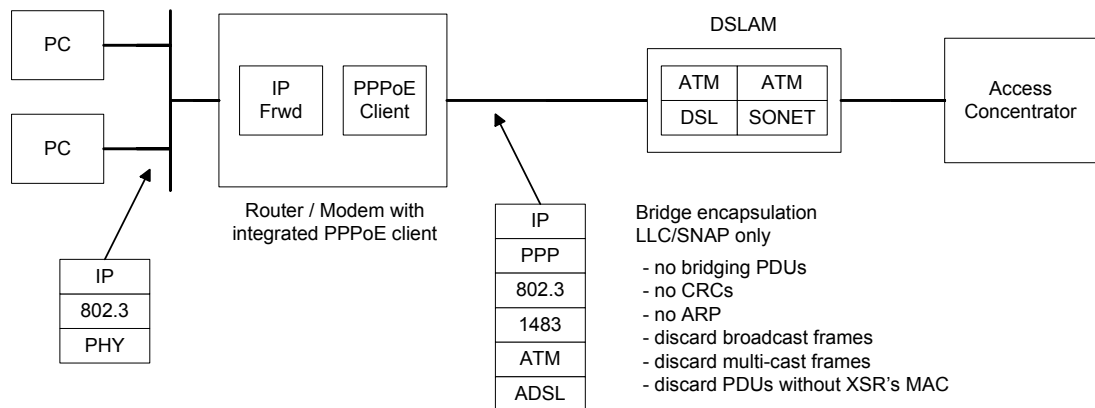 PC
PC
IP
Frwd
PPPoE
Client
Router / Modem with
integrated PPPoE client
DSLAM
ATM
ATM
DSL
SONET
Access
Concentrator
IP
802.3
PHY
IP
PPP
802.3
1483
ATM
ADSL
Bridge encapsulation
LLC/SNAP only
- no bridging PDUs
- no CRCs
- no ARP
- discard broadcast frames
- discard multi-cast frames
- discard PDUs without XSR's MAC